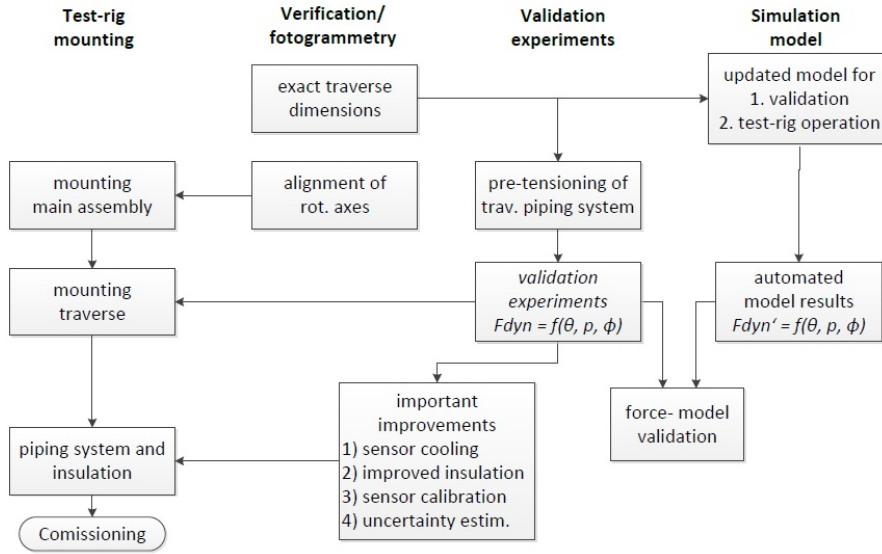 Test-rig
mounting
Verification/
fotogrammetry
Validation
experiments
Simulation
model
exact traverse
dimensions
updated model for
1. validation
2. test-rig operation
mounting
main assembly
alignment of
rot. axes
pre-tensioning of
trav. piping system
mounting
traverse
validation
experiments
Fdyn = f(θ, p, ϕ)
automated
model results
Fdyn‘ = f(θ, p, ϕ)
important
improvements
1) sensor cooling
2) improved insulation
3) sensor calibration
4) uncertainty estim.
force- model
validation
piping system and
insulation
Comissioning